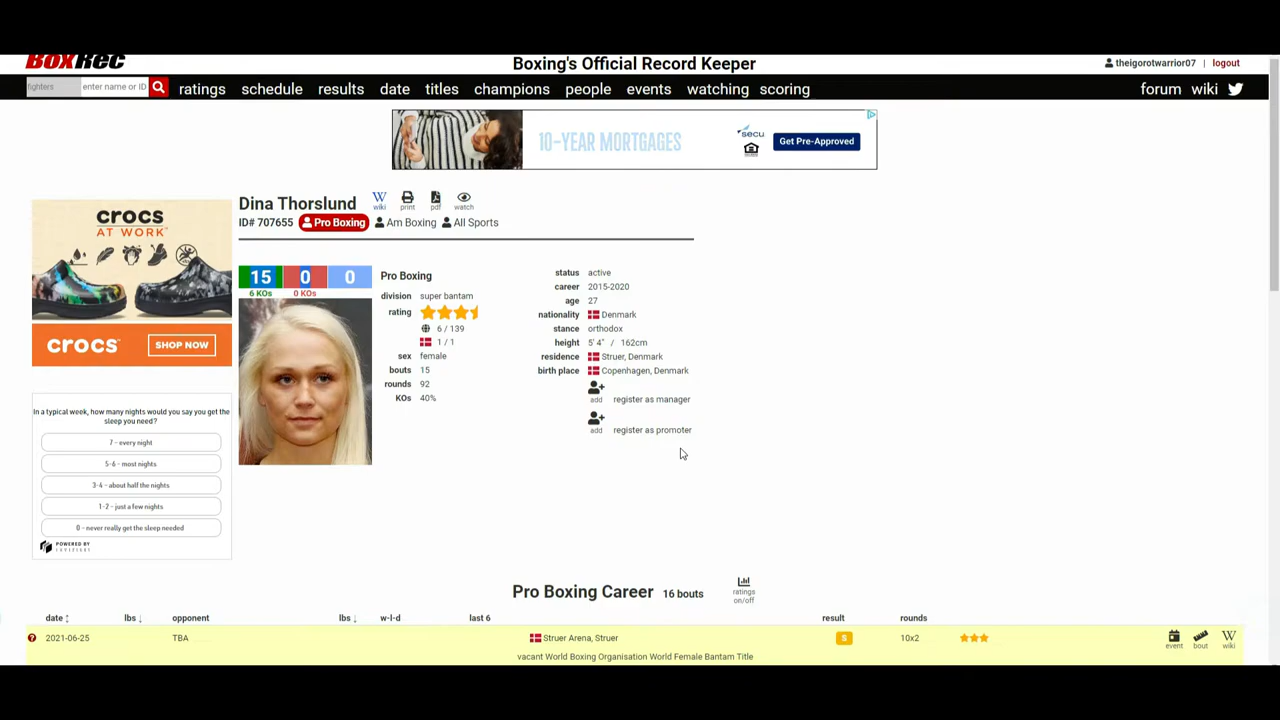 BoxRec
Boxing's Official Record Keeper
theigorotwarrior07 | logout
fighters
enter name or ID
ratings schedule results date titles champions people events watching scoring
forum wiki
10-YEAR MORTGAGES
secu
Get Pre-Approved
crocs
AT WORK™
crocs™
SHOP NOW
In a typical week, how many nights would you say you get the
sleep you need?
7 - every night
5-6 - most nights
3-4 - about half the nights
1-2 - just a few nights
0 - never really get the sleep needed
POWERED BY
Dina Thorslund
W
wiki print pdf watch
ID# 707655 Pro Boxing Am Boxing All Sports
15 0 0
6 KOs 0 KOs
Pro Boxing
division super bantam
rating
6 / 139
1 / 1
sex female
bouts 15
rounds 92
KOs 40%
status active
career 2015-2020
age 27
nationality Denmark
stance orthodox
height 5' 4" / 162cm
residence Struer, Denmark
birth place Copenhagen, Denmark
add register as manager
add register as promoter
Pro Boxing Career 16 bouts
ratings
on/off
date lbs opponent lbs w-l-d last 6 result rounds
2021-06-25 TBA Struer Arena, Struer S 10x2
W
event bout wiki
vacant World Boxing Organisation World Female Bantam Title